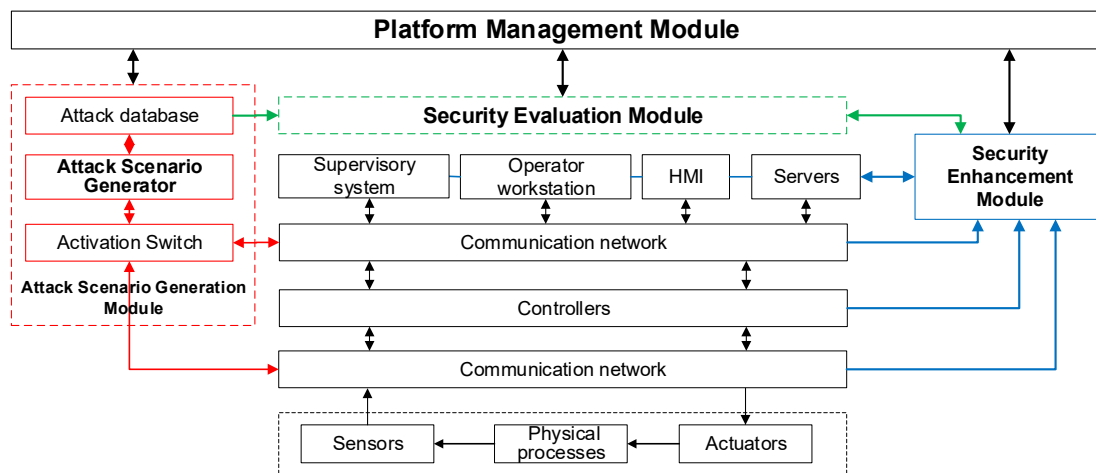 Platform Management Module
Attack database
Attack Scenario
Generator
Activation Switch
Attack Scenario Generation
Module
Security Evaluation Module
Supervisory
system
Operator
workstation
HMI
Servers
Security
Enhancement
Module
Communication network
Controllers
Communication network
Sensors
Physical
processes
Actuators